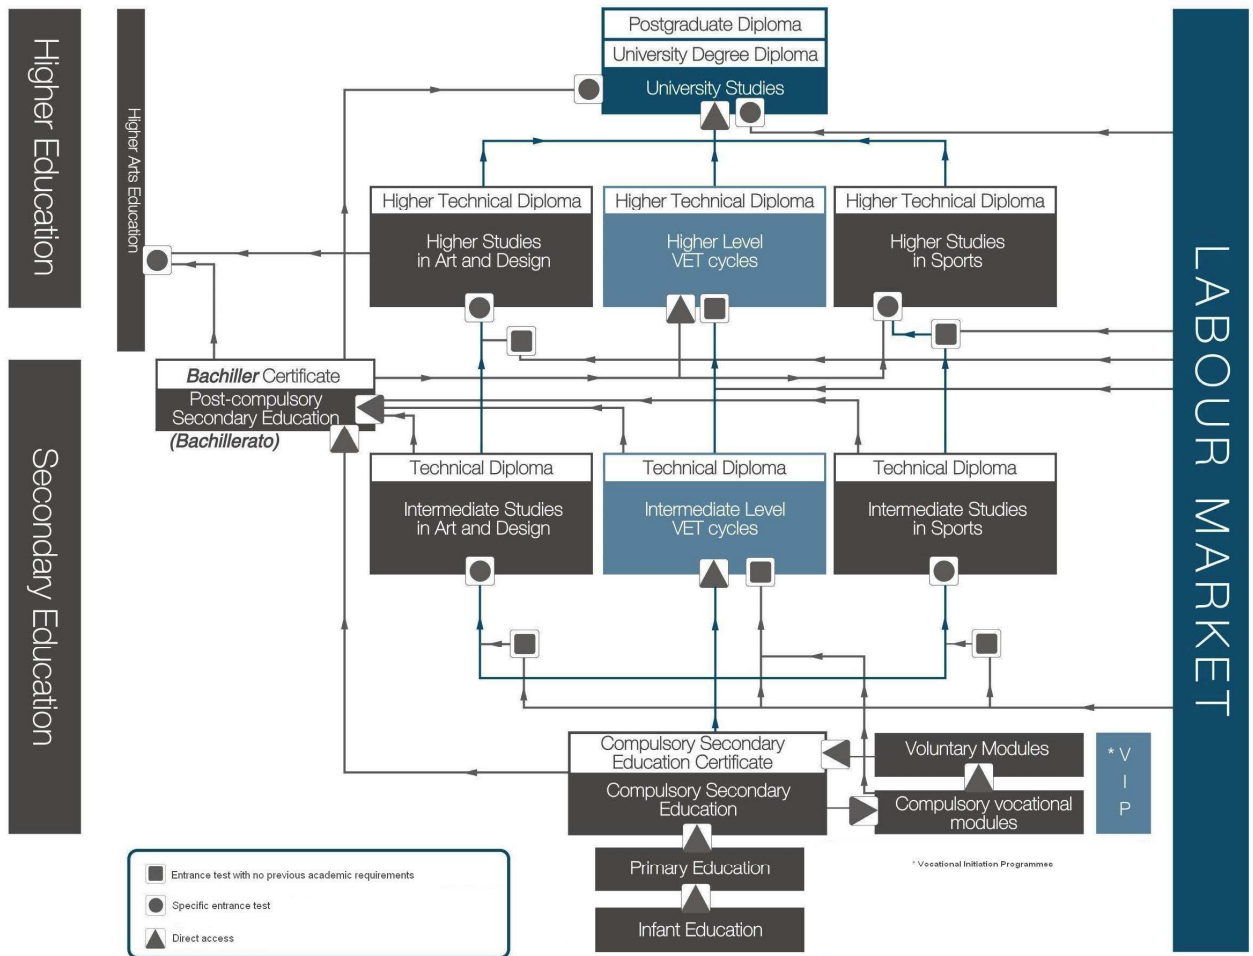 Higher Education
Higher Arts Education
Postgraduate Diploma
University Degree Diploma
University Studies
Higher Technical Diploma
Higher Studies
in Art and Design
Higher Technical Diploma
Higher Level
VET cycles
Higher Technical Diploma
Higher Studies
in Sports
LABOUR MARKET
Secondary Education
Bachiller Certificate
Post-compulsory
Secondary Education
(Bachillerato)
Technical Diploma
Intermediate Studies
in Art and Design
Technical Diploma
Intermediate Level
VET cycles
Technical Diploma
Intermediate Studies
in Sports
Compulsory Secondary
Education Certificate
Compulsory Secondary
Education
Voluntary Modules
Compulsory vocational
modules
* V
I
P
Primary Education
Infant Education
* Vocational Initiation Programmes
Entrance test with no previous academic requirements
Specific entrance test
Direct access